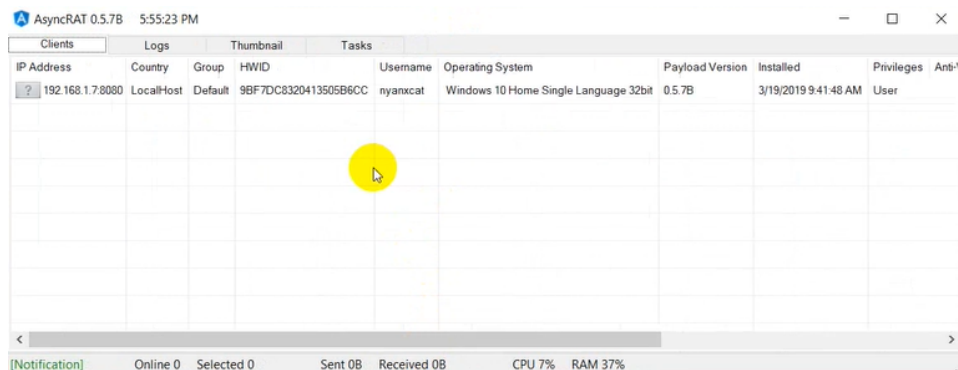 AsyncRAT 0.5.7B 5:55:23 PM
Clients Logs Thumbnail Tasks
IP Address Country Group HWID Username Operating System Payload Version Installed Privileges Anti-
? 192.168.1.7:8080 LocalHost Default 9BF7DC8320413505B6CC nyanxcat Windows 10 Home Single Language 32bit 0.5.7B 3/19/2019 9:41:48 AM User
[Notification] Online 0 Selected 0 Sent 0B Received 0B CPU 7% RAM 37%